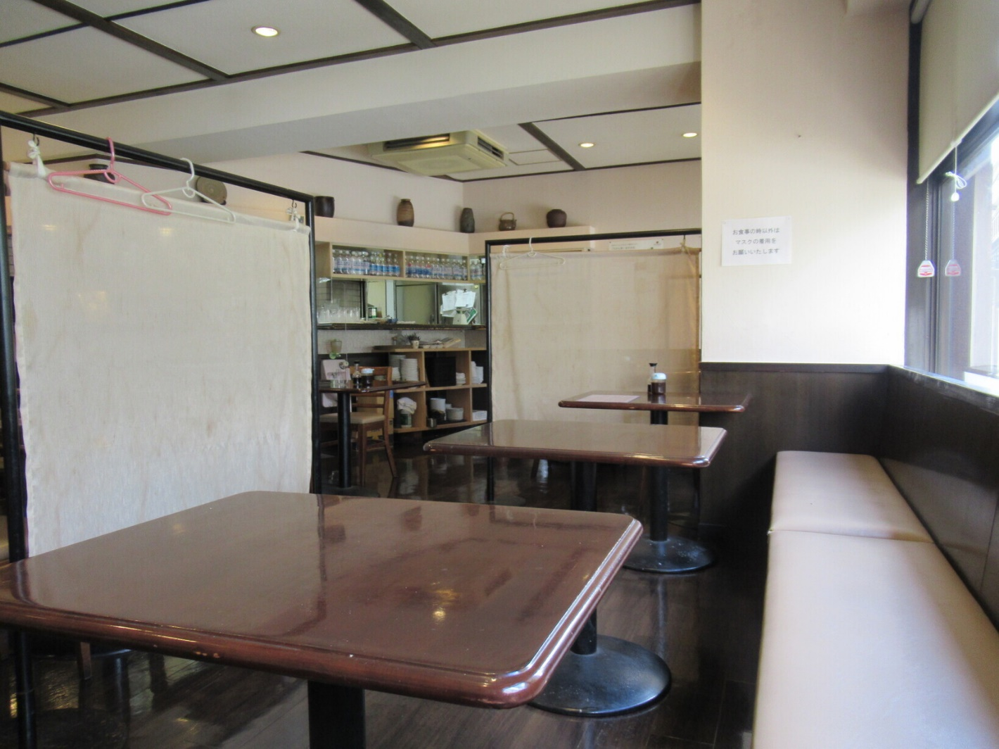 お食事の時以外は
マスクの着用を
お願いいたします